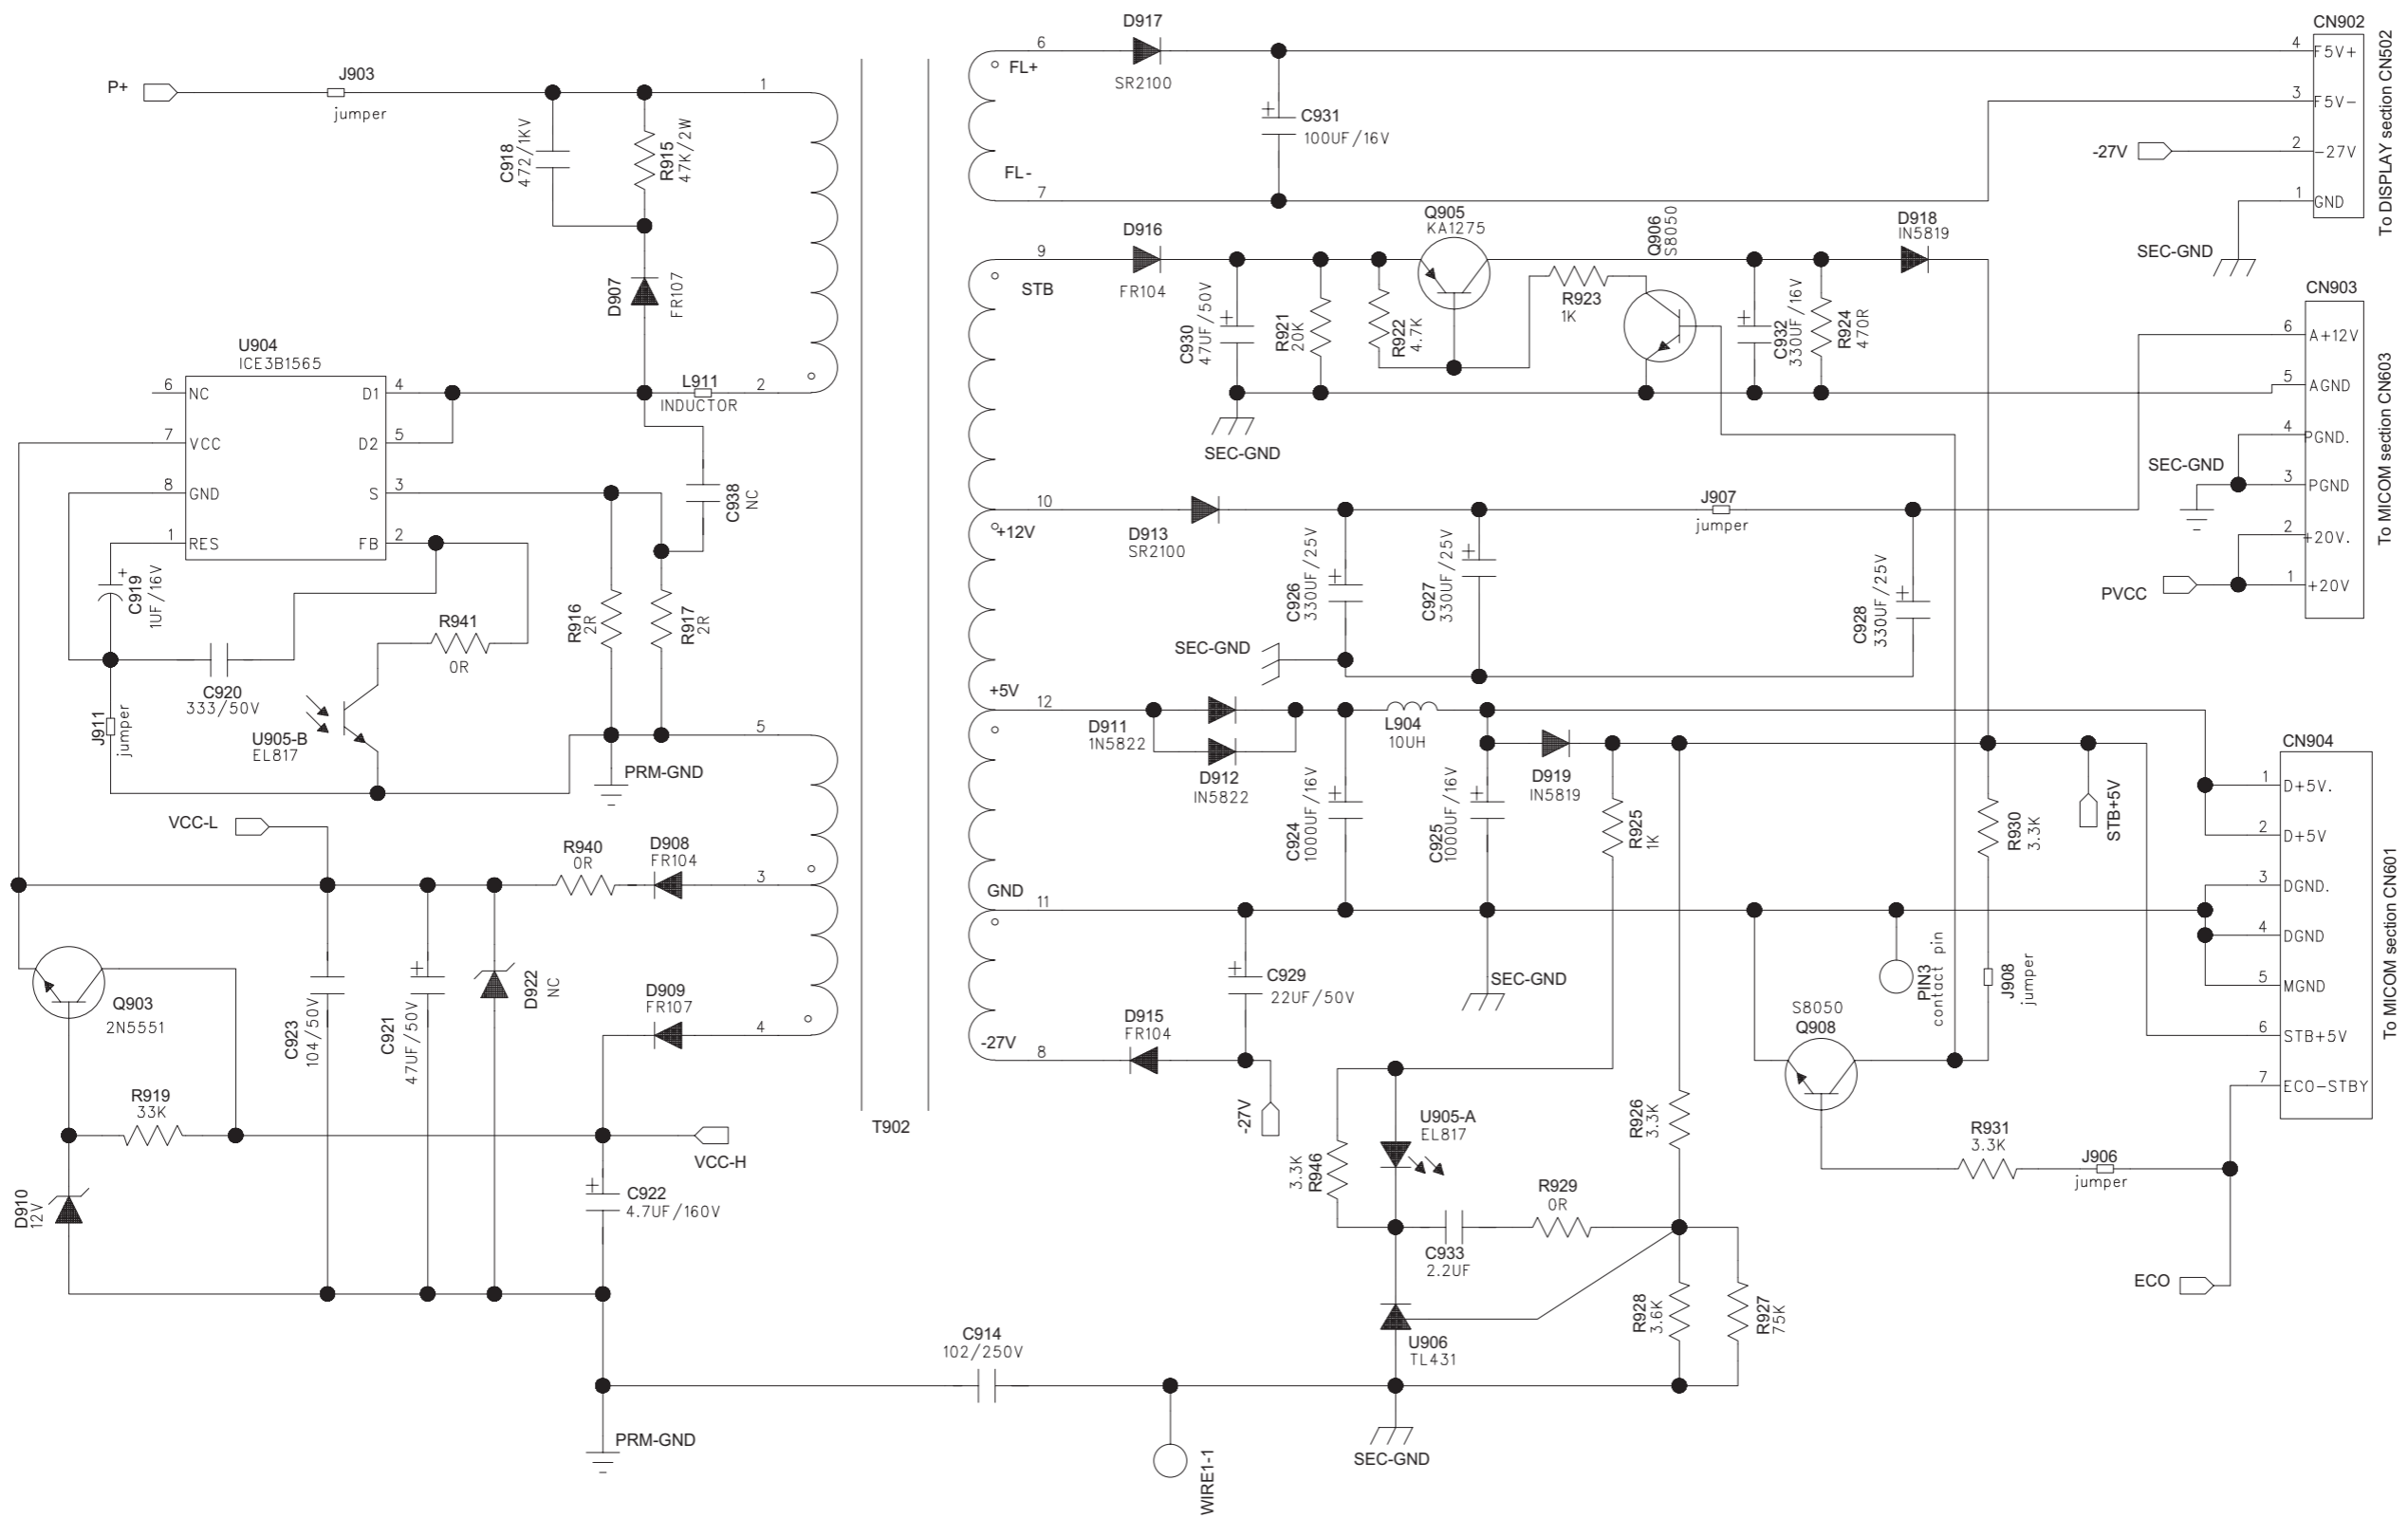 D917
SR2100
6
FL+
C931
100UF/16V
FL-
7
CN902
4
F5V+
3
F5V-
-27V
2
-27V
1
GND
SEC-GND
To DISPLAY section CN502
P+
J903
jumper
1
C918
472/1KV
R915
47K/2W
D907
FR107
U904
ICE3B1565
6
NC
D1
4
7
VCC
D2
5
8
GND
S
3
1
RES
FB
2
L911
INDUCTOR
2
C938
NC
C919
1UF/16V
R941
0R
C920
333/50V
J911
jumper
U905-B
EL817
R916
2R
R917
2R
5
PRM-GND
VCC-L
R940
0R
D908
FR104
3
Q903
2N5551
C923
104/50V
C921
47UF/50V
D922
NC
D909
FR107
4
R919
33K
VCC-H
D910
12V
C922
4.7UF/160V
PRM-GND
T902
C914
102/250V
WIRE1-1
9
STB
D916
FR104
C930
47UF/50V
R921
20K
R922
4.7K
Q905
KA1275
R923
1K
Q906
S8050
C932
330UF/16V
R924
470R
D918
IN5819
SEC-GND
CN903
6
A+12V
5
AGND
4
PGND.
SEC-GND
3
PGND
2
+20V.
PVCC
1
+20V
To MICOM section CN603
10
+12V
D913
SR2100
C926
330UF/25V
C927
330UF/25V
J907
jumper
C928
330UF/25V
SEC-GND
+5V
12
D911
1N5822
D912
IN5822
L904
10UH
C924
1000UF/16V
C925
1000UF/16V
D919
IN5819
R925
1K
R930
3.3K
STB+5V
CN904
1
D+5V.
2
D+5V
3
DGND.
4
DGND
5
MGND
6
STB+5V
7
ECO-STBY
To MICOM section CN601
GND
11
C929
22UF/50V
SEC-GND
PIN3
contact pin
J908
jumper
-27V
8
D915
FR104
-27V
S8050
Q908
R926
3.3K
U905-A
EL817
3.3K
R946
R931
3.3K
J906
jumper
R929
0R
C933
2.2UF
ECO
R928
3.6K
R927
75K
U906
TL431
SEC-GND